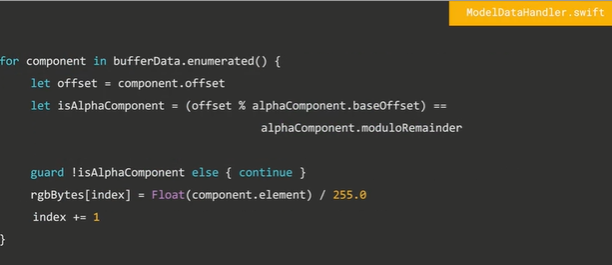 ModelDataHandler.swift
for component in bufferData.enumerated() {
let offset = component.offset
let isAlphaComponent = (offset % alphaComponent.baseOffset) ==
alphaComponent.moduloRemainder
guard !isAlphaComponent else { continue }
rgbBytes[index] = Float(component.element) / 255.0
index += 1
}